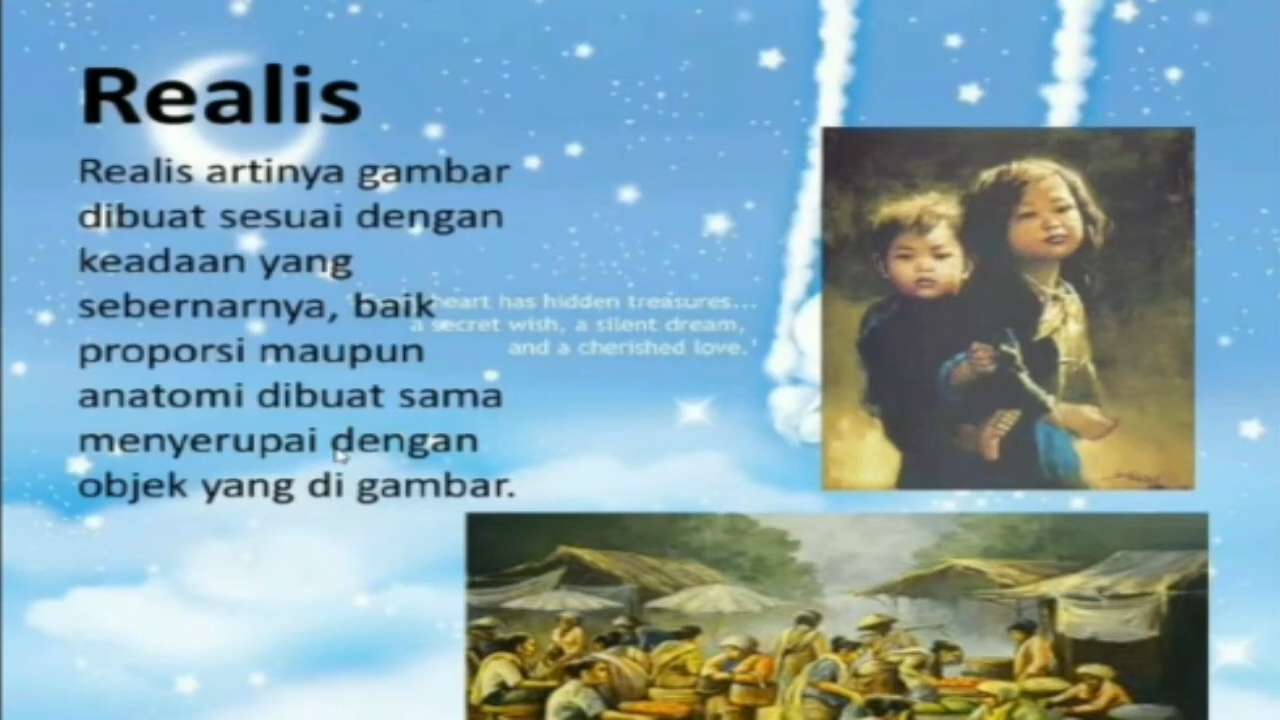 Realis
Realis artinya gambar
dibuat sesuai dengan
keadaan yang
sebernarnya, baik
proporsi maupun
anatomi dibuat sama
menyerupai dengan
objek yang di gambar.
heart has hidden treasures...
a secret wish, a silent dream,
and a cherished love.'